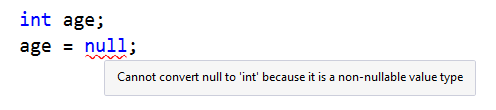 int age;
age = null;
Cannot convert null to 'int' because it is a non-nullable value type